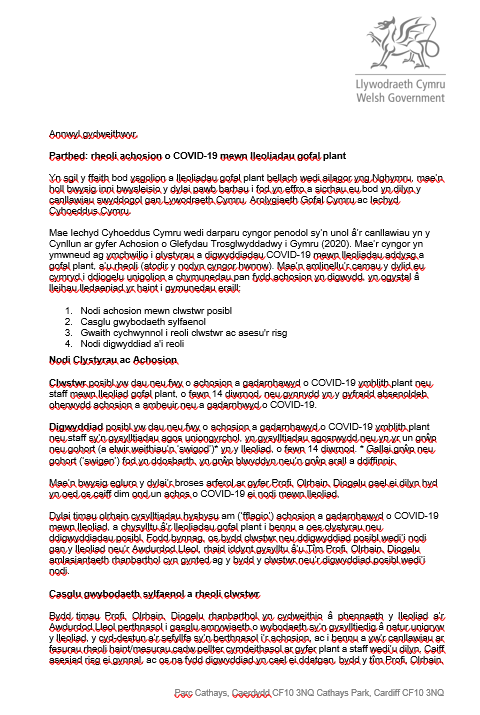 Llywodraeth Cymru
Welsh Government
Annwyl gydweithwyr,
Parthed: rheoli achosion o COVID-19 mewn lleoliadau gofal plant
Yn sgil y ffaith bod ysgolion a lleoliadau gofal plant bellach wedi ailagor yng Nghymru, mae'n
holl bwysig inni bwysleisio y dylai pawb barhau i fod yn effro a sicrhau eu bod yn dilyn y
canllawiau swyddogol gan Lywodraeth Cymru, Arolygiaeth Gofal Cymru ac Iechyd
Cyhoeddus Cymru.
Mae Iechyd Cyhoeddus Cymru wedi darparu cyngor penodol sy'n unol â'r canllawiau yn y
Cynllun ar gyfer Achosion o Glefydau Trosglwyddadwy i Gymru (2020). Mae'r cyngor yn
ymwneud ag ymchwilio i glystyrau a digwyddiadau COVID-19 mewn lleoliadau addysg a
gofal plant, a'u rheoli (atodir y nodyn cyngor hwnnw). Mae'n amlinellu'r camau y dylid eu
cymryd i ddiogelu unigolion a chymunedau pan fydd achosion yn digwydd, yn ogystal â
lleihau lledaeniad yr haint i gymunedau eraill:
1. Nodi achosion mewn clwstwr posibl
2. Casglu gwybodaeth sylfaenol
3. Gwaith cychwynnol i reoli clwstwr ac asesu'r risg
4. Nodi digwyddiad a'i reoli
Nodi Clystyrau ac Achosion
Clwstwr posibl yw dau neu fwy o achosion a gadarnhawyd o COVID-19 ymhlith plant neu
staff mewn lleoliad gofal plant, o fewn 14 diwrnod, neu gynnydd yn y gyfradd absenoldeb
oherwydd achosion a amheuir neu a gadarnhawyd o COVID-19.
Digwyddiad posibl yw dau neu fwy o achosion a gadarnhawyd o COVID-19 ymhlith plant
neu staff sy'n gysylltiadau agos uniongyrchol, yn gysylltiadau agosrwydd neu yn yr un grŵp
neu gohort (a elwir weithiau'n 'swigod')* yn y lleoliad, o fewn 14 diwrnod. * Gallai grŵp neu
gohort ('swigen') fod yn ddosbarth, yn grŵp blwyddyn neu'n grŵp arall a ddiffinnir.
Mae'n bwysig egluro y dylai'r broses arferol ar gyfer Profi, Olrhain, Diogelu gael ei dilyn hyd
yn oed os caiff dim ond un achos o COVID-19 ei nodi mewn lleoliad.
Dylai timau olrhain cysylltiadau hysbysu am ('fflagio') achosion a gadarnhawyd o COVID-19
mewn lleoliad, a chysylltu â'r lleoliadau gofal plant i bennu a oes clystyrau neu
ddigwyddiadau posibl. Fodd bynnag, os bydd clwstwr neu ddigwyddiad posibl wedi'i nodi
gan y lleoliad neu'r Awdurdod Lleol, rhaid iddynt gysylltu â'u Tîm Profi, Olrhain, Diogelu
amlasiantaeth rhanbarthol cyn gynted ag y bydd y clwstwr neu'r digwyddiad posibl wedi'i
nodi.
Casglu gwybodaeth sylfaenol a rheoli clwstwr
Bydd timau Profi, Olrhain, Diogelu rhanbarthol yn cydweithio â phennaeth y lleoliad a'r
Awdurdod Lleol perthnasol i gasglu amrywiaeth o wybodaeth sy'n gysylltiedig â natur unigryw
y lleoliad, y cyd-destun a'r sefyllfa sy'n berthnasol i'r achosion, ac i bennu a yw'r canllawiau ar
fesurau rheoli haint/mesurau cadw pellter cymdeithasol ar gyfer plant a staff wedi'u dilyn. Caiff
asesiad risg ei gynnal, ac os na fydd digwyddiad yn cael ei ddatgan, bydd y tîm Profi, Olrhain,
Parc Cathays, Caerdydd CF10 3NQ Cathays Park, Cardiff CF10 3NQ